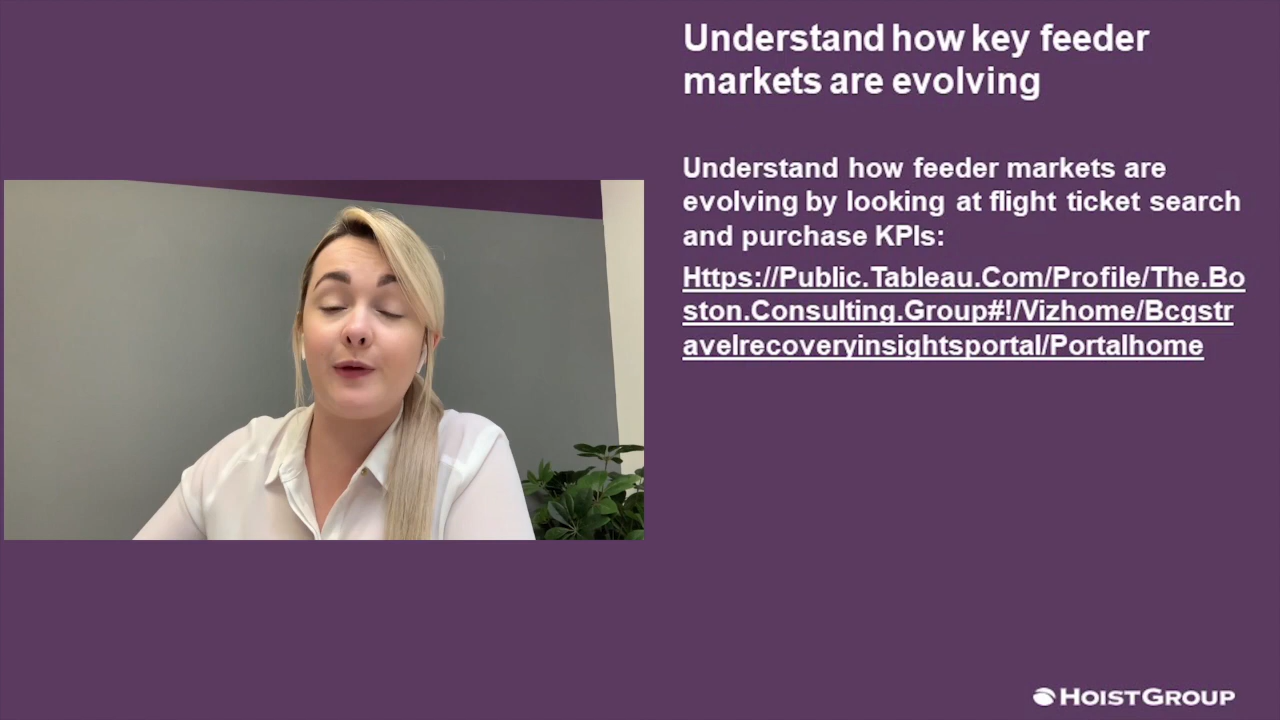 Understand how key feeder
markets are evolving
Understand how feeder markets are
evolving by looking at flight ticket search
and purchase KPIs:
Https://Public.Tableau.Com/Profile/The.Bo
ston.Consulting.Group#!/Vizhome/Bcgstr
avelrecoveryinsightsportal/Portalhome
HOISTGROUP